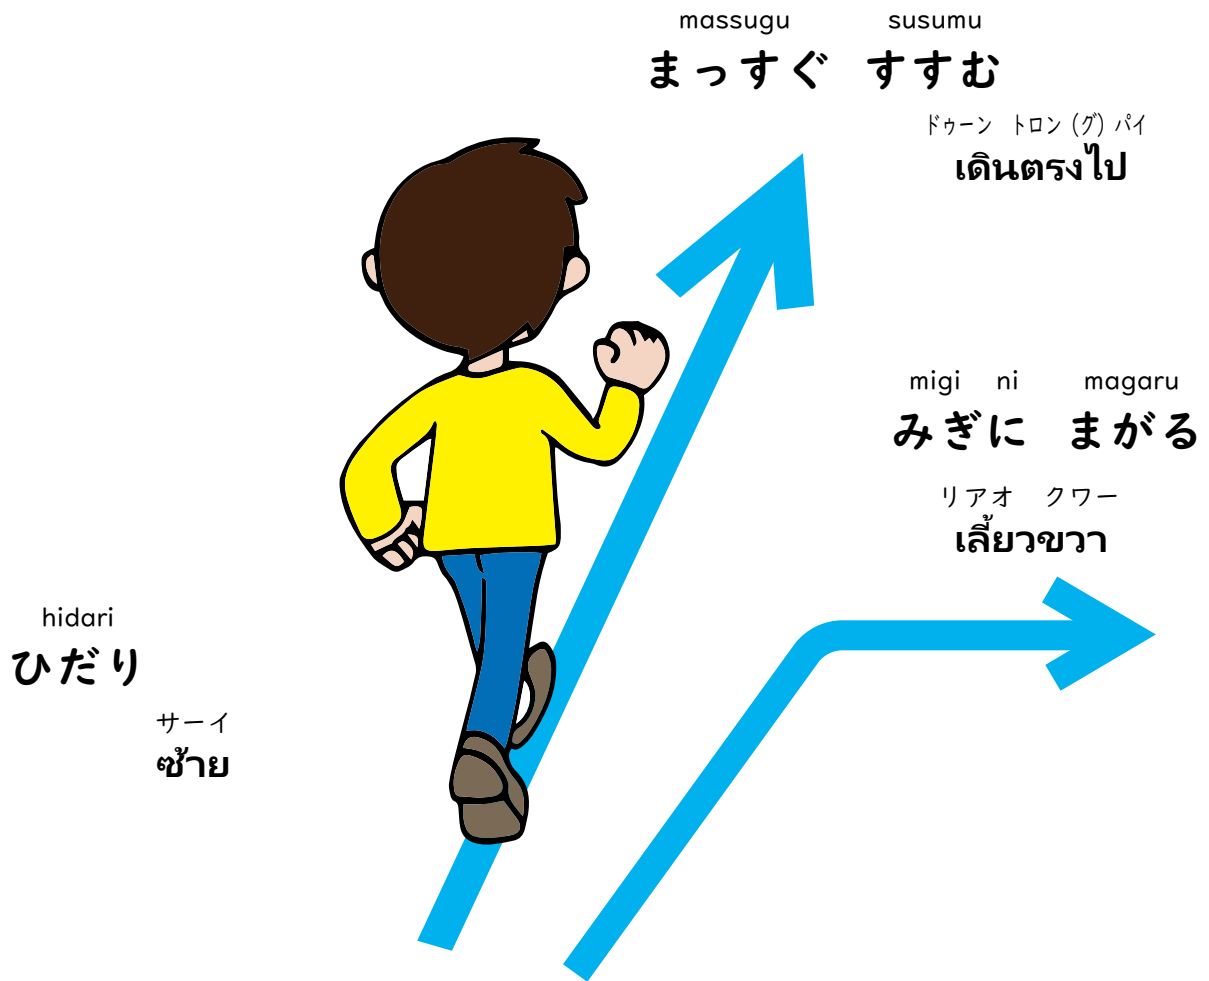 massugu susumu
まっすぐ すすむ
ドゥーン トロン(グ)パイ
เดินตรงไป
migi ni magaru
みぎに まがる
リアオ クワー
เลี้ยวขวา
hidari
ひだり
サーイ
ซ้าย